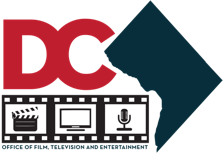 DC
OFFICE OF FILM, TELEVISION AND ENTERTAINMENT